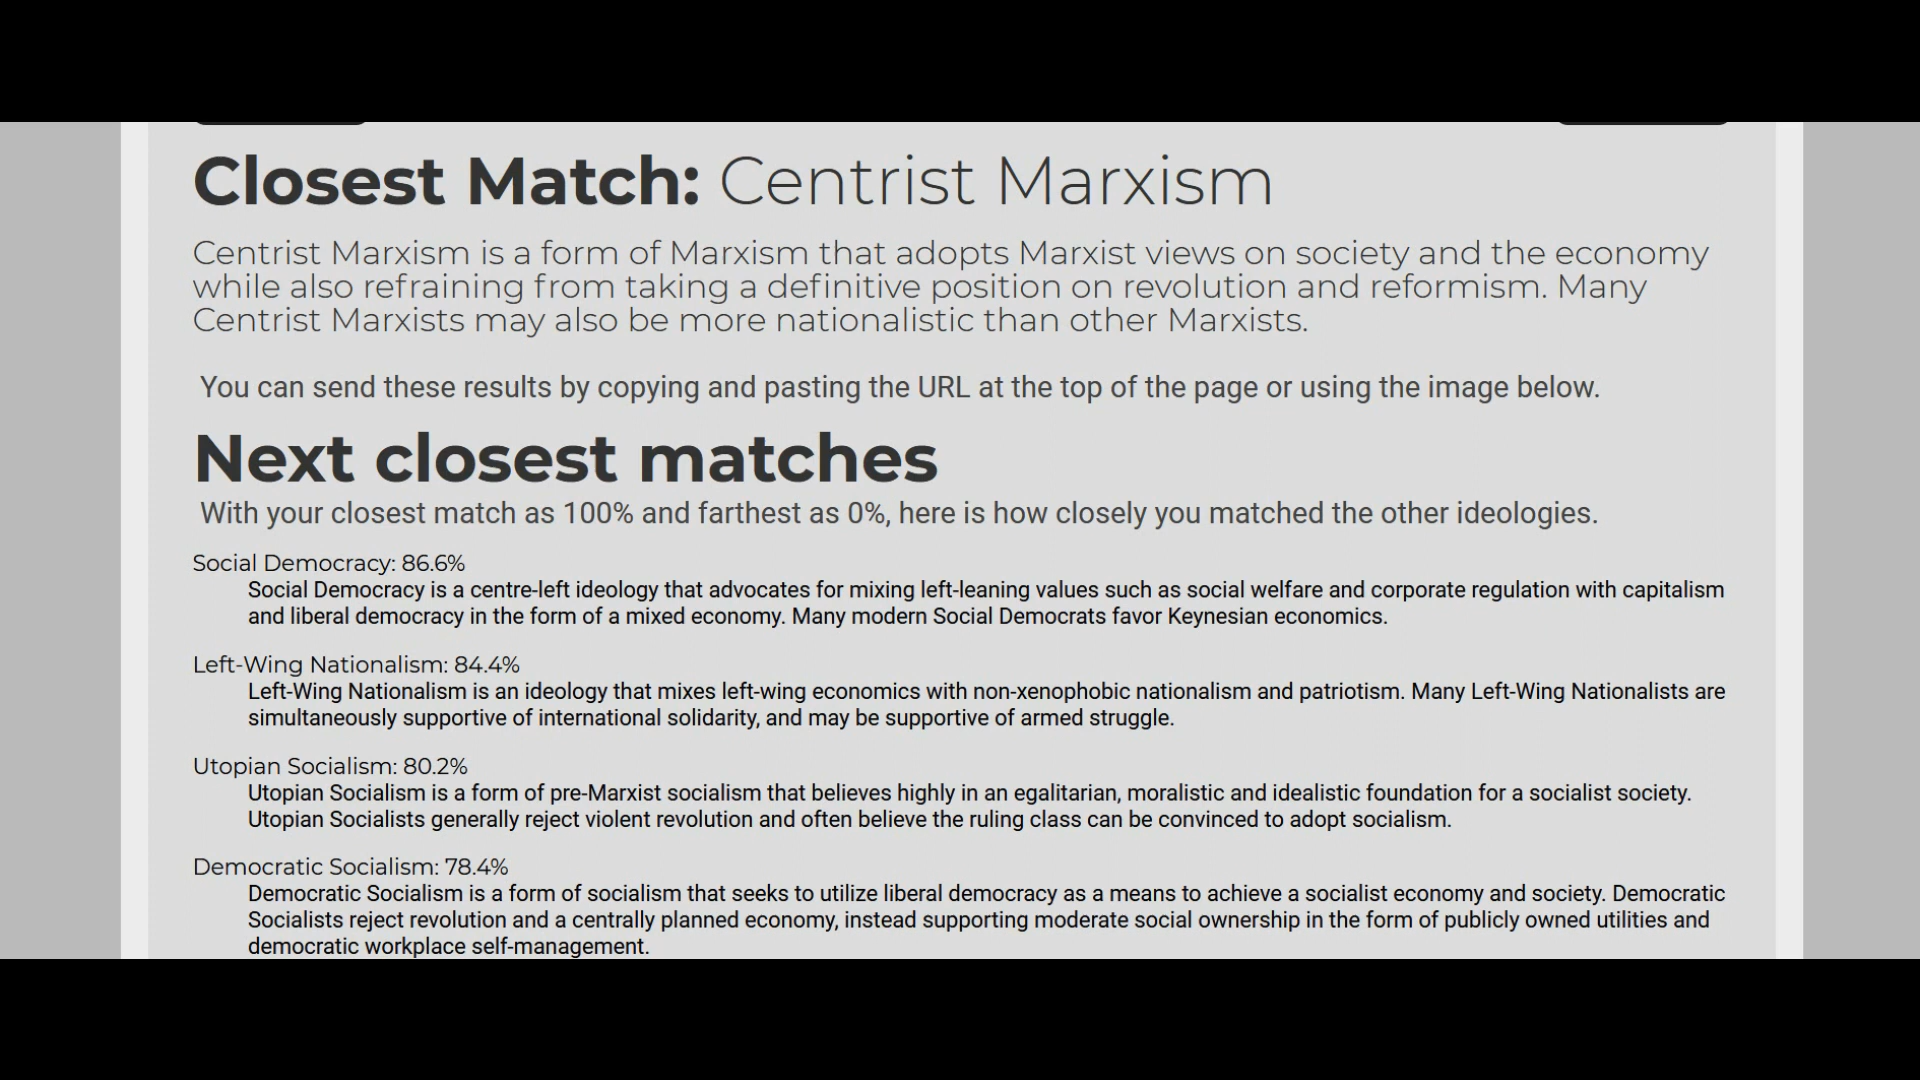 Closest Match: Centrist Marxism
Centrist Marxism is a form of Marxism that adopts Marxist views on society and the economy
while also refraining from taking a definitive position on revolution and reformism. Many
Centrist Marxists may also be more nationalistic than other Marxists.
You can send these results by copying and pasting the URL at the top of the page or using the image below.
Next closest matches
With your closest match as 100% and farthest as 0%, here is how closely you matched the other ideologies.
Social Democracy: 86.6%
Social Democracy is a centre-left ideology that advocates for mixing left-leaning values such as social welfare and corporate regulation with capitalism
and liberal democracy in the form of a mixed economy. Many modern Social Democrats favor Keynesian economics.
Left-Wing Nationalism: 84.4%
Left-Wing Nationalism is an ideology that mixes left-wing economics with non-xenophobic nationalism and patriotism. Many Left-Wing Nationalists are
simultaneously supportive of international solidarity, and may be supportive of armed struggle.
Utopian Socialism: 80.2%
Utopian Socialism is a form of pre-Marxist socialism that believes highly in an egalitarian, moralistic and idealistic foundation for a socialist society.
Utopian Socialists generally reject violent revolution and often believe the ruling class can be convinced to adopt socialism.
Democratic Socialism: 78.4%
Democratic Socialism is a form of socialism that seeks to utilize liberal democracy as a means to achieve a socialist economy and society. Democratic
Socialists reject revolution and a centrally planned economy, instead supporting moderate social ownership in the form of publicly owned utilities and
democratic workplace self-management.